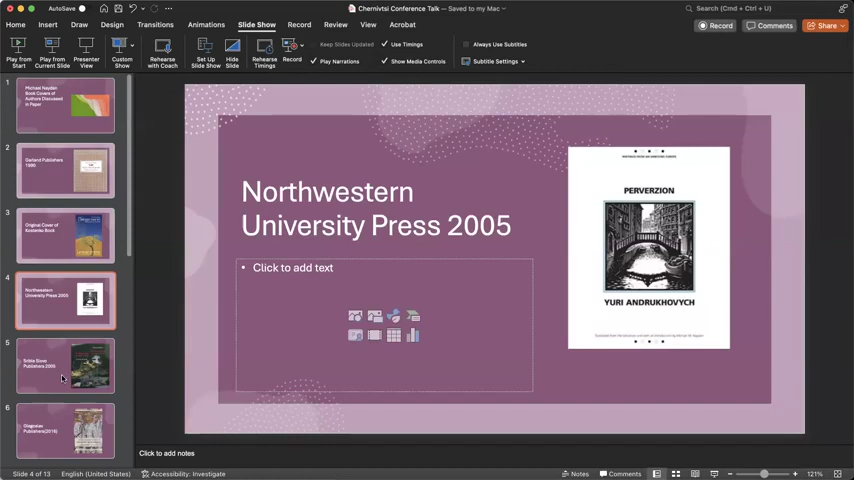 AutoSave
Chernivtsi Conference Talk — Saved to my Mac
Search (Cmd + Ctrl + U)
Home
Insert
Draw
Design
Transitions
Animations
Slide Show
Record
Review
View
Acrobat
Record
Comments
Share
Play from Start
Play from Current Slide
Presenter View
Custom Show
Rehearse with Coach
Set Up Slide Show
Hide Slide
Rehearse Timings
Record
Keep Slides Updated
Play Narrations
Use Timings
Show Media Controls
Always Use Subtitles
Subtitle Settings
1
Michael Naydan
Book Covers of
Authors Discussed
in Paper
2
Garland Publishers
1996
3
Original Cover of
Kostenko Book
4
Northwestern
University Press 2005
5
Sribne Slovo
Publishers 2005
6
Glagoslav
Publishers(2016)
Northwestern
University Press 2005
• Click to add text
PERVERZION
YURI ANDRUKHOVYCH
Click to add notes
Slide 4 of 13
English (United States)
Accessibility: Investigate
Notes
Comments
121%